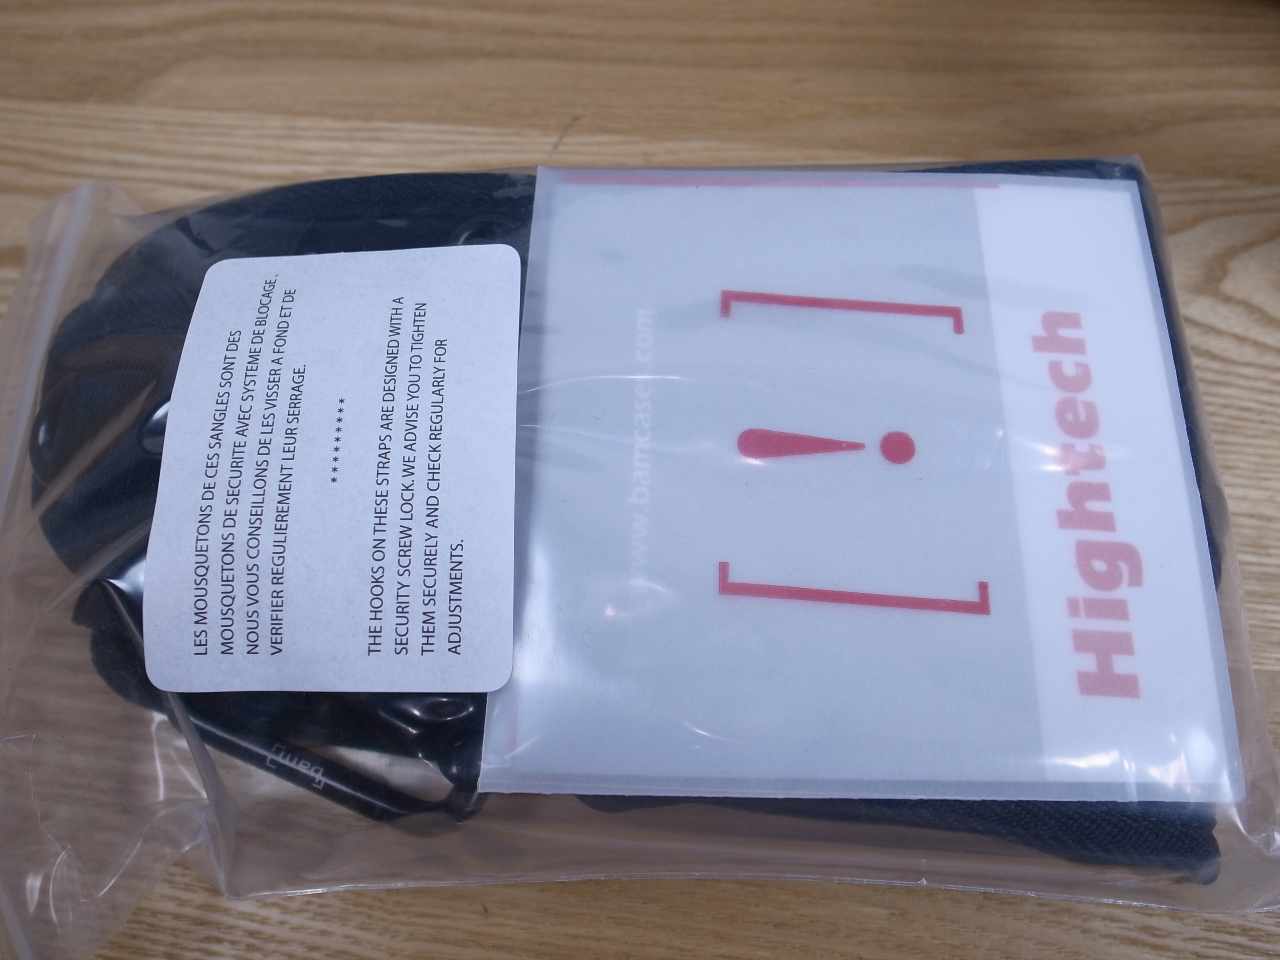 LES MOUSQUETONS DE CES SANGLES SONT DES
MOUSQUETONS DE SECURITE AVEC SYSTEME DE BLOCAGE,
NOUS VOUS CONSEILLONS DE LES VISSER A FOND ET DE
VERIFIER REGULIEREMENT LEUR SERRAGE.
**********
THE HOOKS ON THESE STRAPS ARE DESIGNED WITH A
SECURITY SCREW LOCK. WE ADVISE YOU TO TIGHTEN
THEM SECURELY AND CHECK REGULARLY FOR
ADJUSTMENTS.
www.bamcases.com
[ ! ]
Hightech
bam